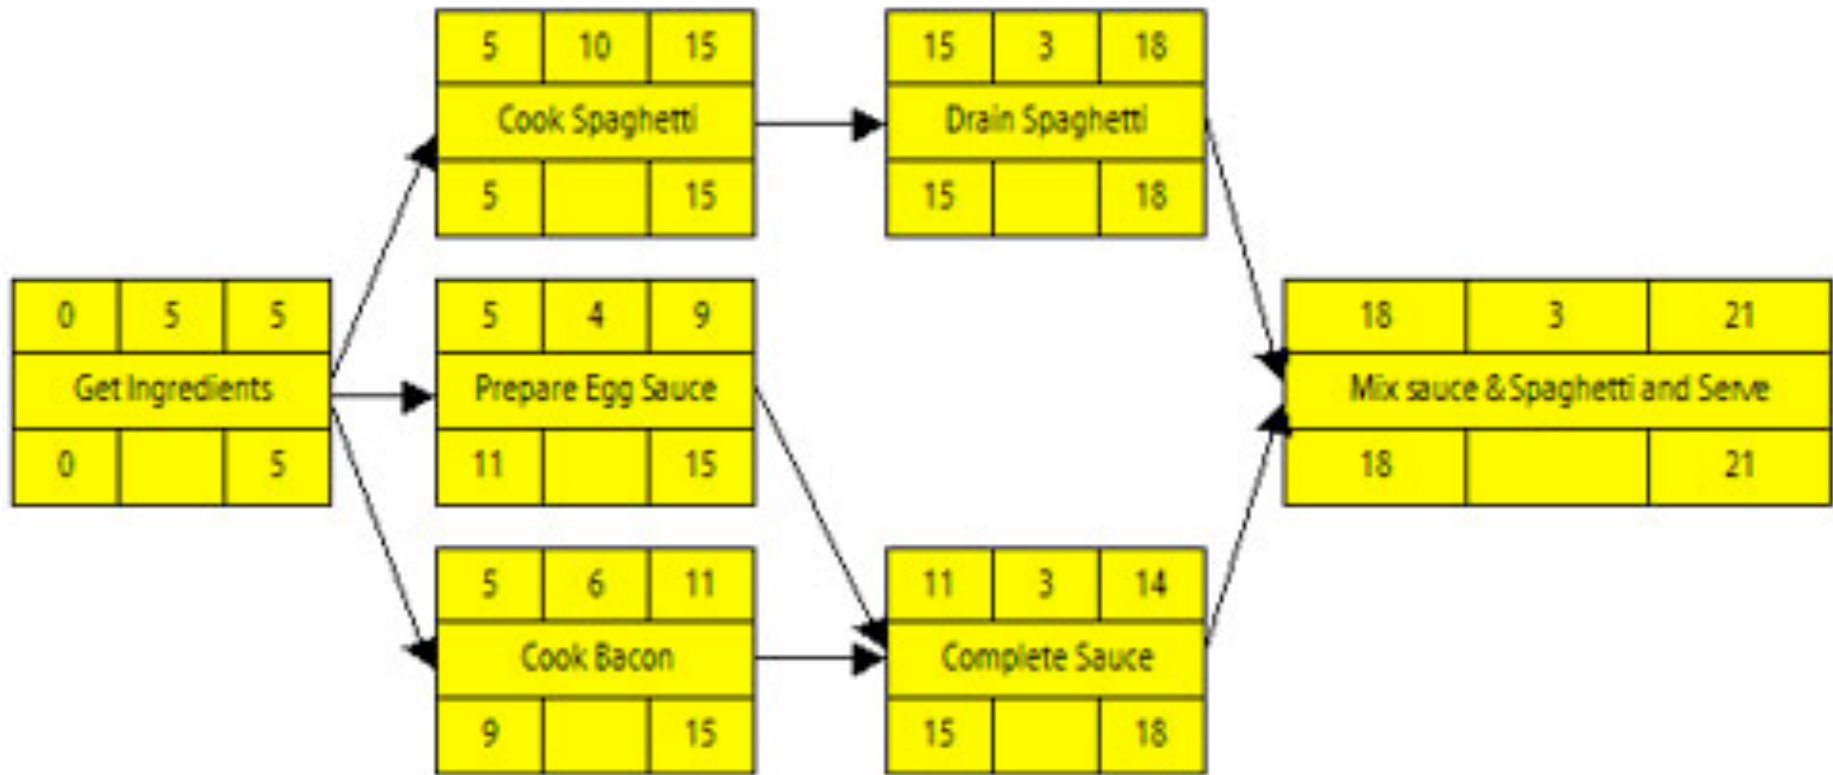 5 10 15
Cook Spaghetti
5 15
15 3 18
Drain Spaghetti
15 18
0 5 5
Get Ingredients
0 5
5 4 9
Prepare Egg Sauce
11 15
18 3 21
Mix sauce & Spaghetti and Serve
18 21
5 6 11
Cook Bacon
9 15
11 3 14
Complete Sauce
15 18